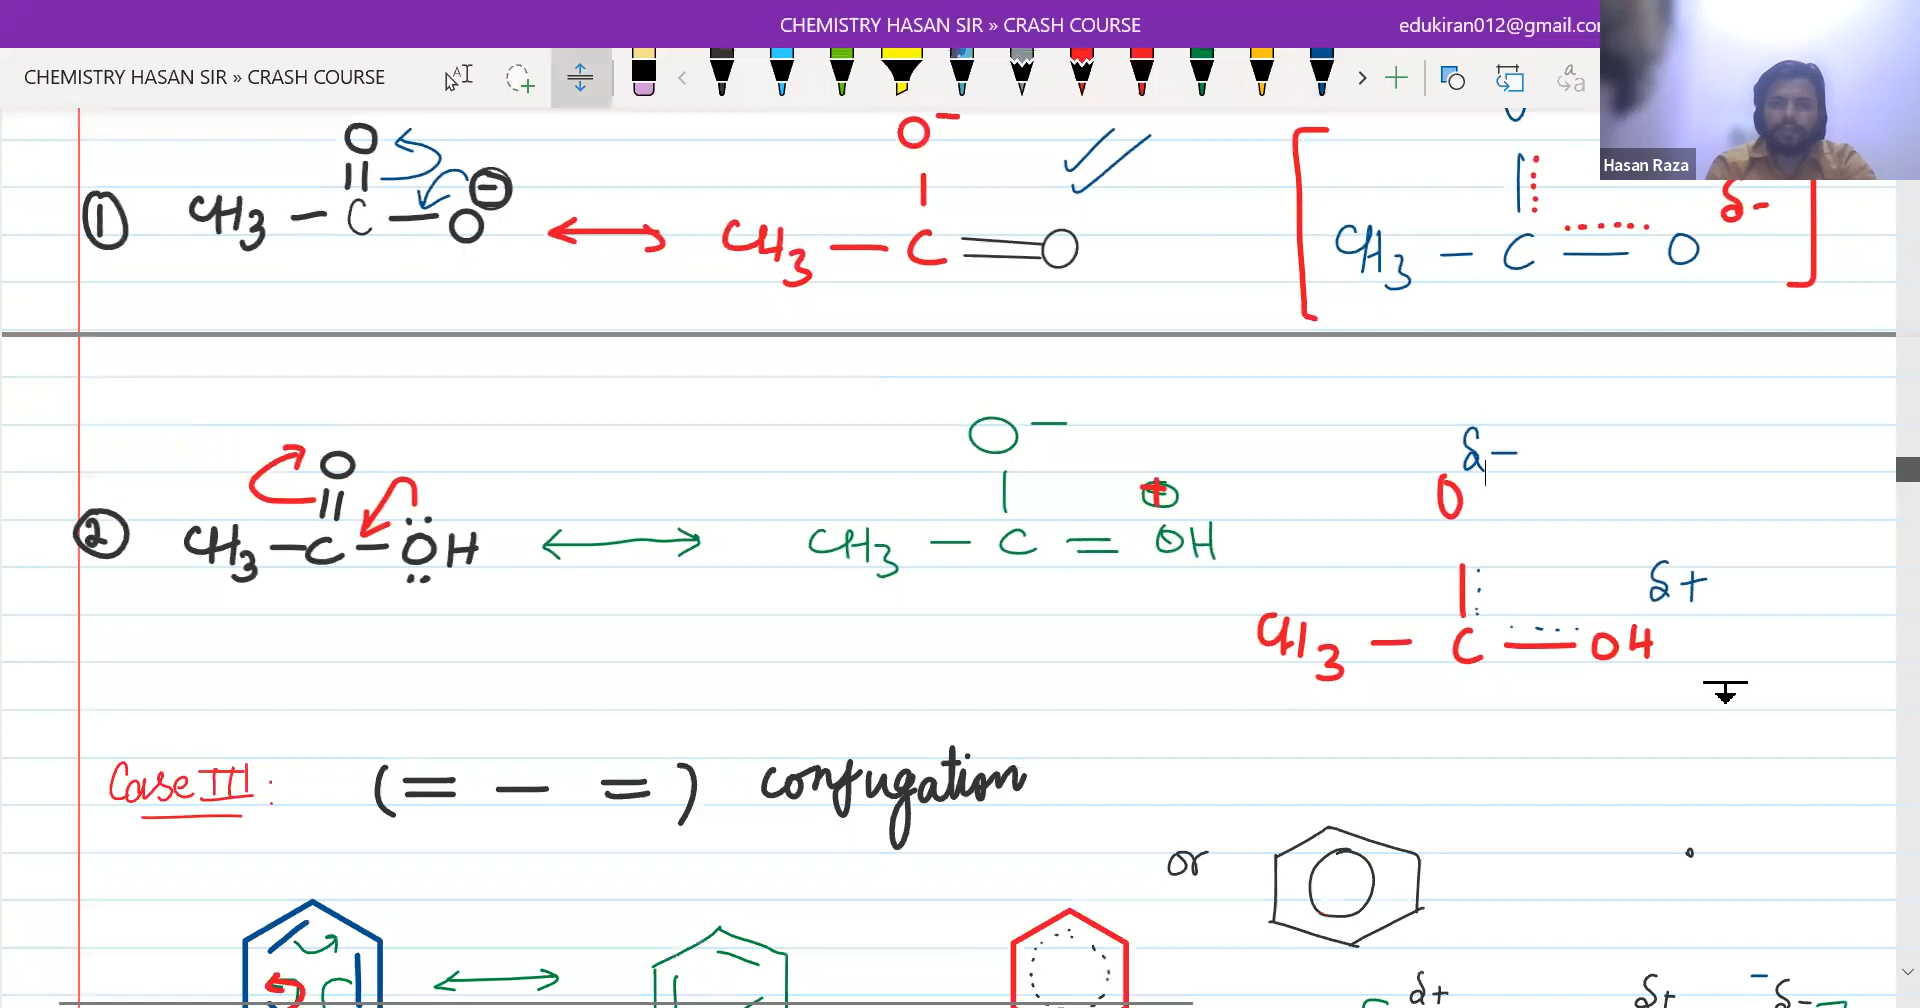 CHEMISTRY HASAN SIR » CRASH COURSE
edukiran012@gmail.co
CHEMISTRY HASAN SIR » CRASH COURSE
Hasan Raza
① O
CH3 − C − O ⊖
O−
CH3 − C = O
δ−
CH3 − C − O
② O
CH3 − C − OH
O−
CH3 − C = OH
+
δ−
O
δ+
CH3 − C − OH
Case III : (= − =) conjugation
or
δ+ δ+ − δ−